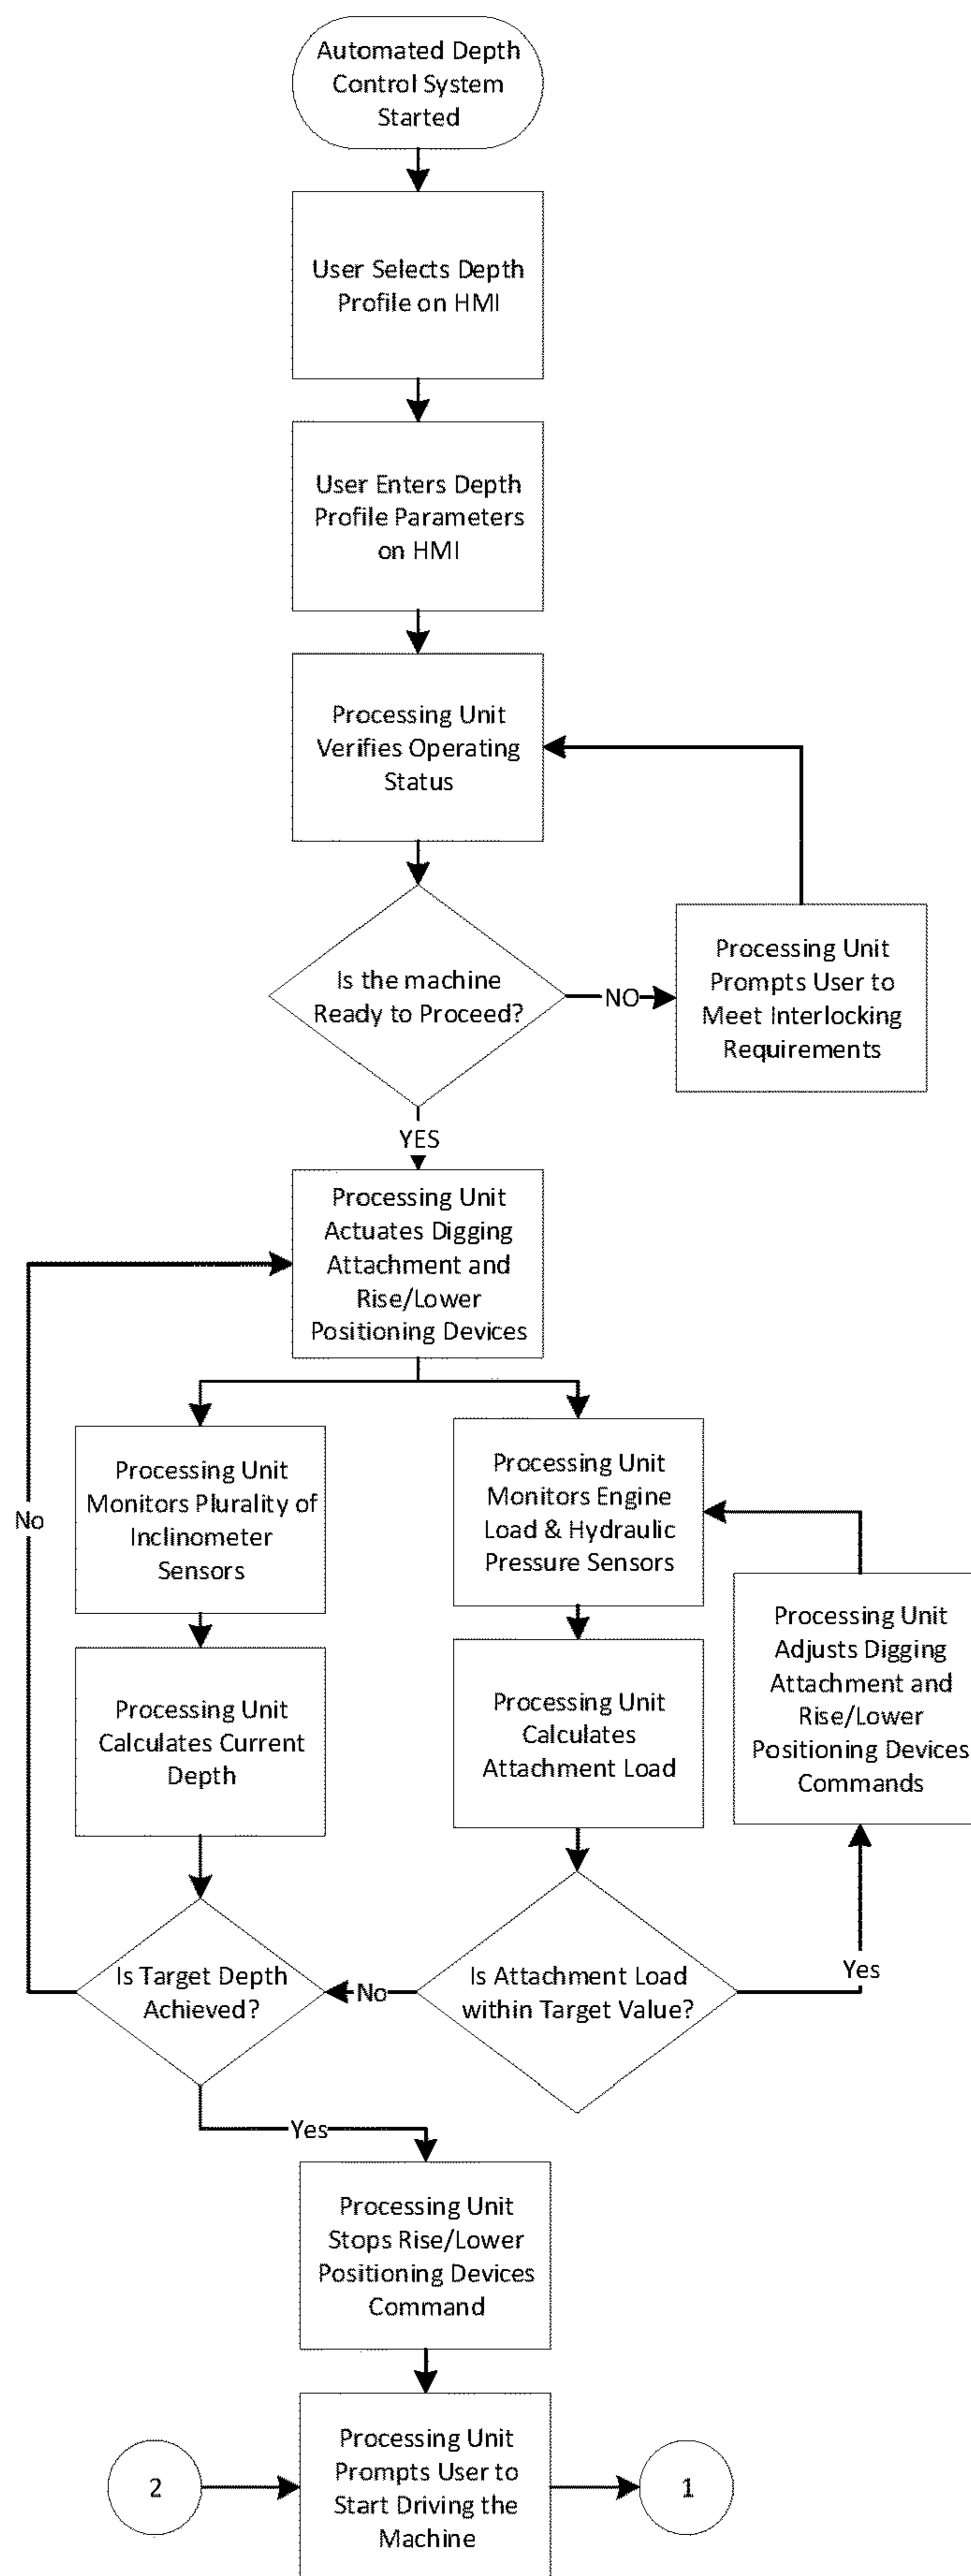 Automated Depth
Control System
Started
User Selects Depth
Profile on HMI
User Enters Depth
Profile Parameters
on HMI
Processing Unit
Verifies Operating
Status
Is the machine
Ready to Proceed?
NO
Processing Unit
Prompts User to
Meet Interlocking
Requirements
YES
Processing Unit
Actuates Digging
Attachment and
Rise/Lower
Positioning Devices
Processing Unit
Monitors Plurality of
Inclinometer
Sensors
Processing Unit
Monitors Engine
Load & Hydraulic
Pressure Sensors
No
Processing Unit
Adjusts Digging
Attachment and
Rise/Lower
Positioning Devices
Commands
Processing Unit
Calculates Current
Depth
Processing Unit
Calculates
Attachment Load
Is Target Depth
Achieved?
No
Is Attachment Load
within Target Value?
Yes
Yes
Processing Unit
Stops Rise/Lower
Positioning Devices
Command
2
Processing Unit
Prompts User to
Start Driving the
Machine
1